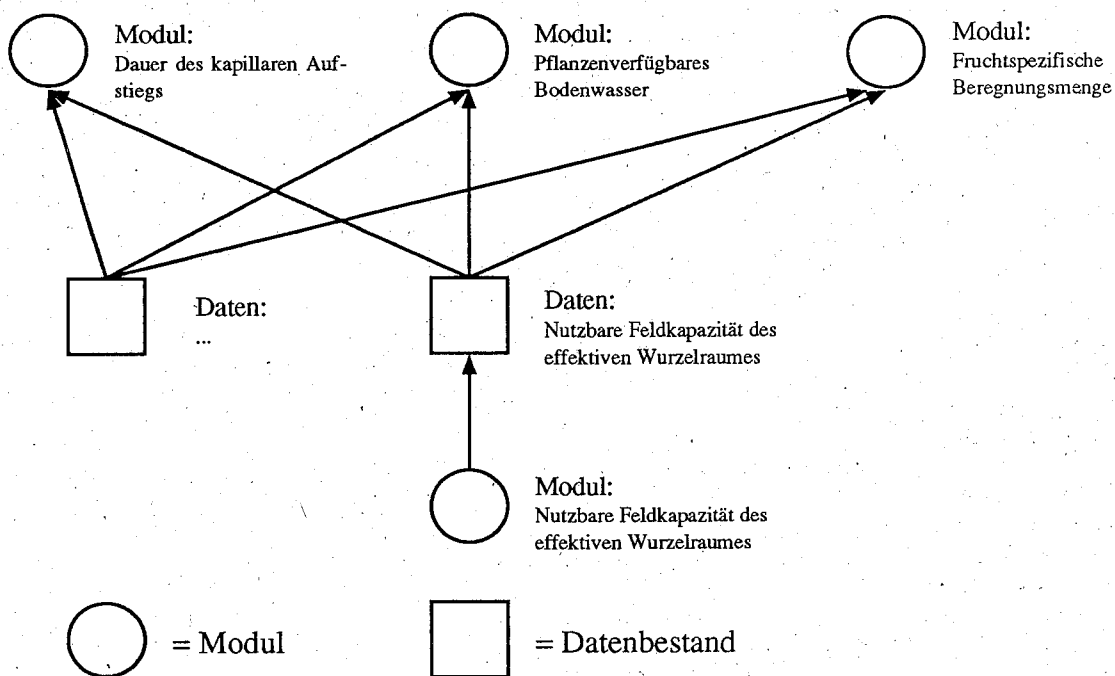 Modul:
Dauer des kapillaren Auf-
stiegs
Modul:
Pflanzenverfügbares
Bodenwasser
Modul:
Fruchtspezifische
Beregnungsmenge
Daten:
...
Daten:
Nutzbare Feldkapazität des
effektiven Wurzelraumes
Modul:
Nutzbare Feldkapazität des
effektiven Wurzelraumes
= Modul
= Datenbestand